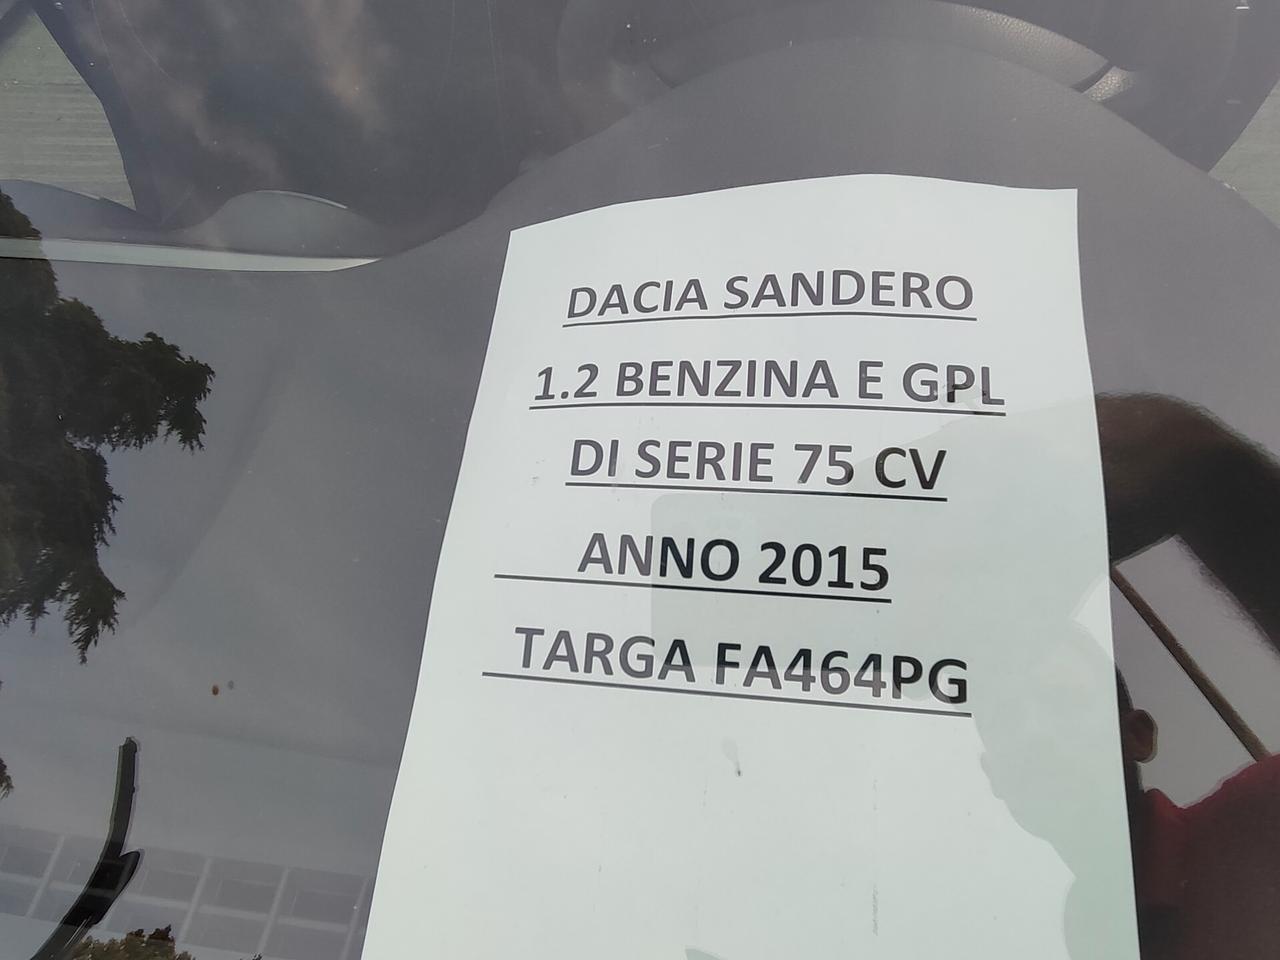 DACIA SANDERO
1.2 BENZINA E GPL
DI SERIE 75 CV
ANNO 2015
TARGA FA464PG